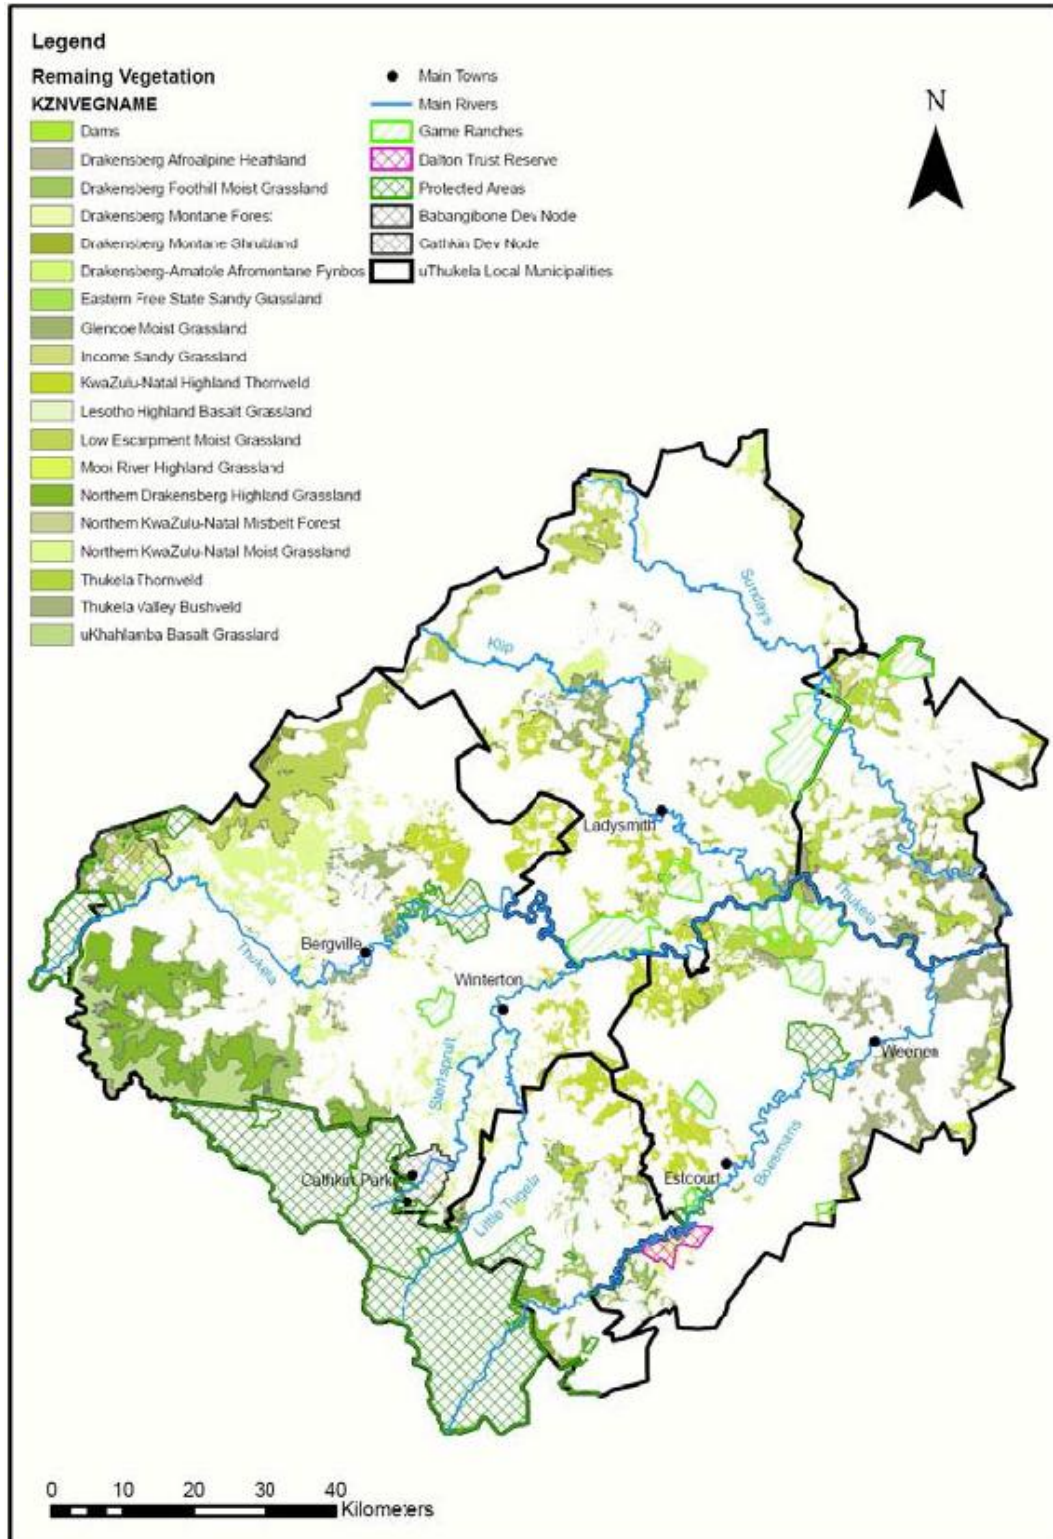 Legend
Remaing Vegetation
KZNVEGNAME
Dams
Drakensberg Afroalpine Heathland
Drakensberg Foothill Moist Grassland
Drakensberg Montane Forest
Drakensberg Montane Shrubland
Drakensberg-Amatole Afromontane Fynbos
Eastern Free State Sandy Grassland
Glencoe Moist Grassland
Income Sandy Grassland
KwaZulu-Natal Highland Thornveld
Lesotho Highland Basalt Grassland
Low Escarpment Moist Grassland
Mooi River Highland Grassland
Northern Drakensberg Highland Grassland
Northern KwaZulu-Natal Mistbelt Forest
Northern KwaZulu-Natal Moist Grassland
Thukela Thornveld
Thukela Valley Bushveld
uKhahlamba Basalt Grassland
Main Towns
Main Rivers
Game Ranches
Dalton Trust Reserve
Protected Areas
Babangibone Dev Node
Cathkin Dev Node
uThukela Local Municipalities
N
Sundays
Klip
Ladysmith
Thukela
Bergville
Thukela
Winterton
Weenen
Sterkspruit
Boesmans
Cathkin Park
Estcourt
Little Tugela
0 10 20 30 40
Kilometers